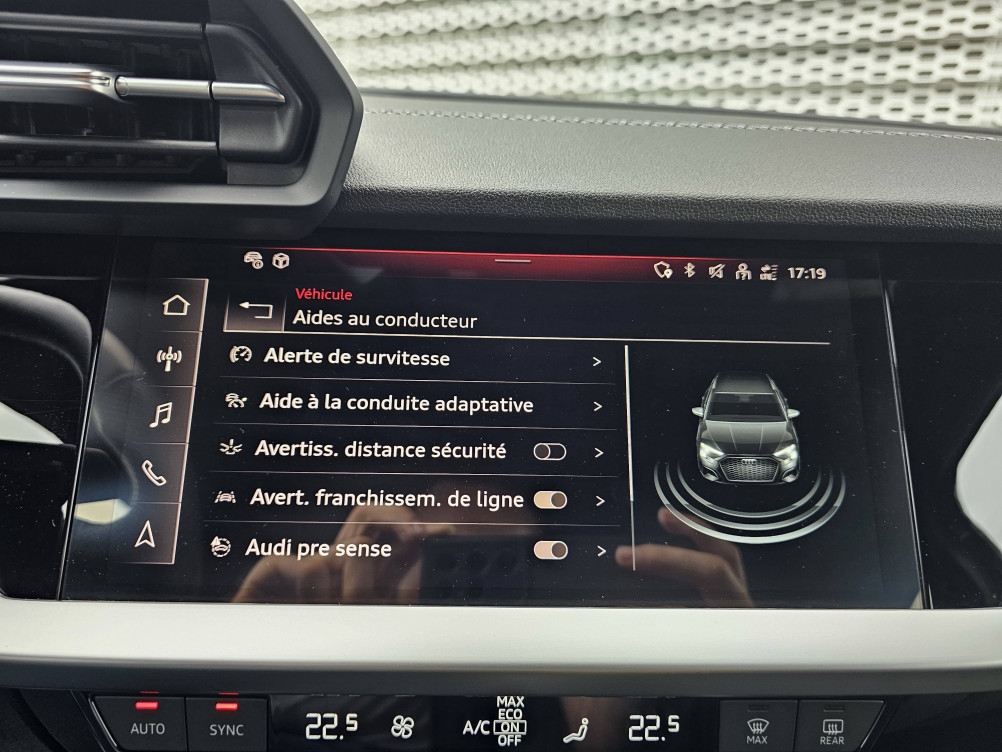 17:19
Véhicule
Aides au conducteur
Alerte de survitesse
Aide à la conduite adaptative
Avertiss. distance sécurité
Avert. franchissem. de ligne
Audi pre sense
AUTO
SYNC
22.5
A/C
MAX
ECO
ON
OFF
22.5
MAX
REAR